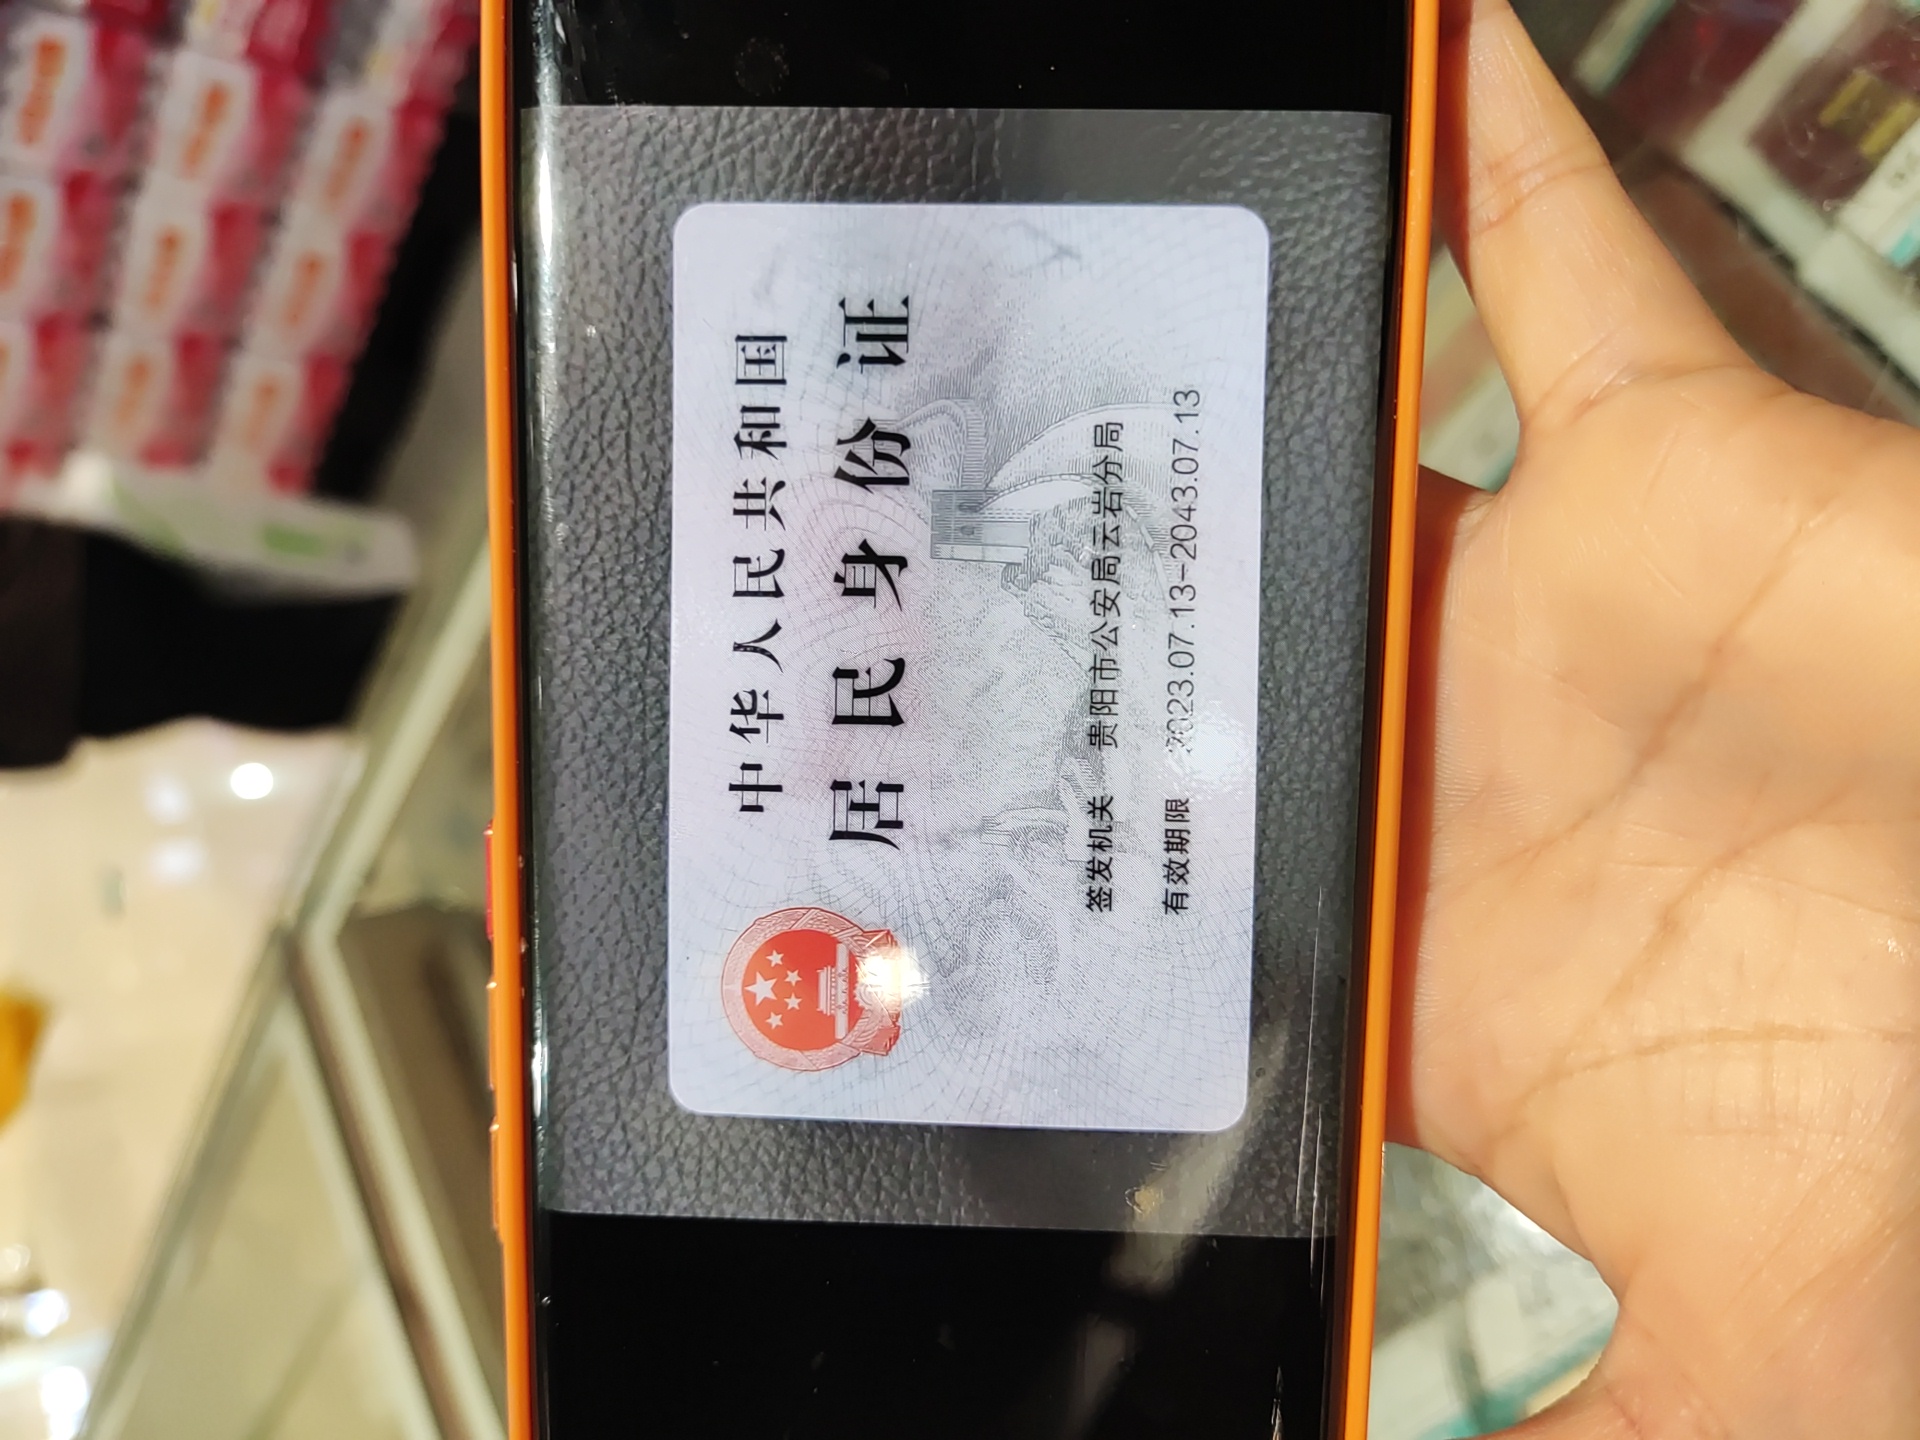 中华人民共和国
居民身份证
签发机关 贵阳市公安局云岩分局
有效期限 2023.07.13-2043.07.13